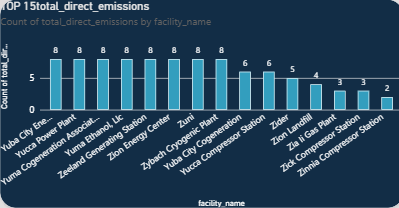 TOP 15total_direct_emissions
Count of total_direct_emissions by facility_name
Count of total_dir...
8 8 8 8 8 8 8 8 6 6 5 4 3 3 2
5
0
Yuba City Ene...
Yucca Power Plant
Yuma Cogeneration Associat...
Yuma Ethanol, Llc
Zeeland Generating Station
Zion Energy Center
Zuni
Zybach Cryogenic Plant
Yuba City Cogeneration
Yucca Compressor Station
Zider
Zion Landfill
Zia Ii Gas Plant
Zick Compressor Station
Zinnia Compressor Station
facility_name